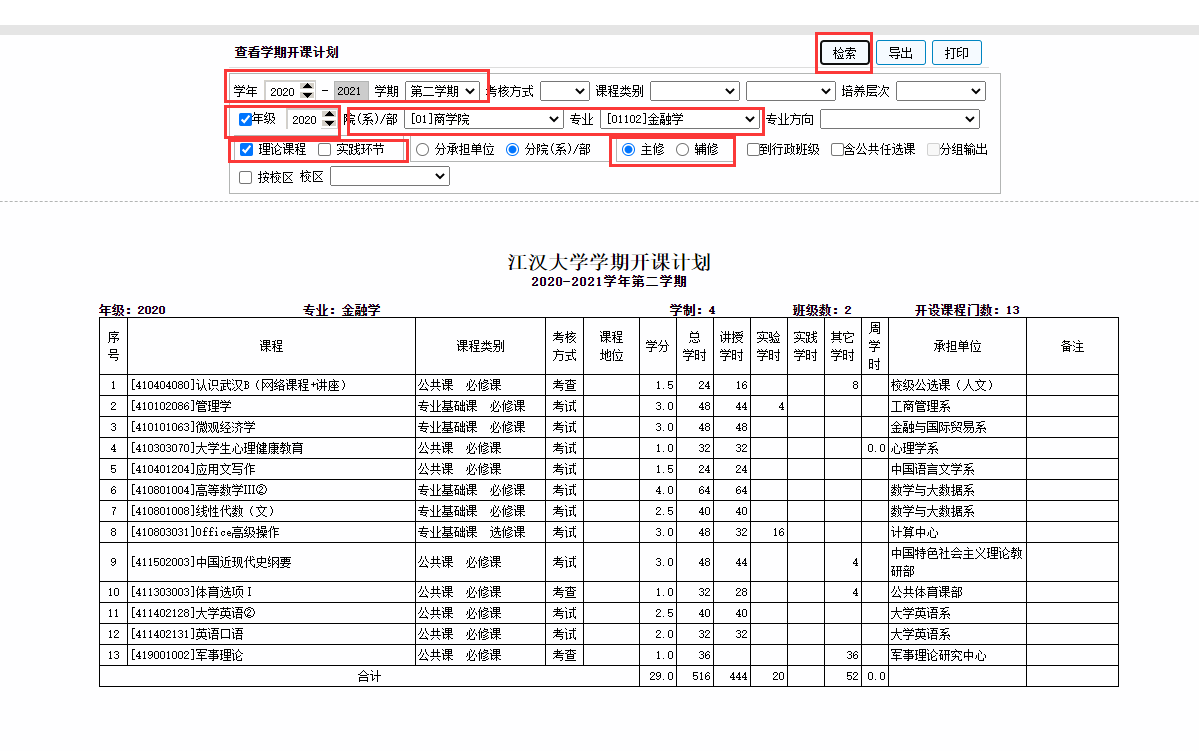 查看学期开课计划 检索 导出 打印
学年 2020 - 2021 学期 第二学期 考核方式 课程类别 培养层次
年级 2020 院(系)/部 [01]商学院 专业 [01102]金融学 专业方向
理论课程 实践环节 分承担单位 分院(系)/部 主修 辅修 到行政班级 含公共任选课 分组输出
按校区 校区
江汉大学学期开课计划
2020-2021学年第二学期
年级：2020 专业：金融学 学制：4 班级数：2 开设课程门数：13
序号 课程 课程类别 考核方式 课程地位 学分 总学时 讲授学时 实验学时 实践学时 其它学时 周学时 承担单位 备注
1 [410404080]认识武汉B（网络课程+讲座） 公共课 必修课 考查 1.5 24 16 8 校级公选课（人文）
2 [410102086]管理学 专业基础课 必修课 考试 3.0 48 44 4 工商管理系
3 [410101063]微观经济学 专业基础课 必修课 考试 3.0 48 48 金融与国际贸易系
4 [410303070]大学生心理健康教育 公共课 必修课 考试 1.0 32 32 0.0 心理学系
5 [410401204]应用文写作 公共课 必修课 考试 1.5 24 24 中国语言文学系
6 [410801004]高等数学III② 专业基础课 必修课 考试 4.0 64 64 数学与大数据系
7 [410801008]线性代数（文） 专业基础课 必修课 考试 2.5 40 40 数学与大数据系
8 [410803031]Office高级操作 专业基础课 选修课 考试 3.0 48 32 16 计算中心
9 [411502003]中国近现代史纲要 公共课 必修课 考试 3.0 48 44 4 中国特色社会主义理论教研部
10 [411303003]体育选项Ⅰ 公共课 必修课 考查 1.0 32 28 4 公共体育课部
11 [411402128]大学英语② 公共课 必修课 考试 2.5 40 40 大学英语系
12 [411402131]英语口语 公共课 必修课 考试 2.0 32 32 大学英语系
13 [419001002]军事理论 公共课 必修课 考查 1.0 36 36 军事理论研究中心
合计 29.0 516 444 20 52 0.0